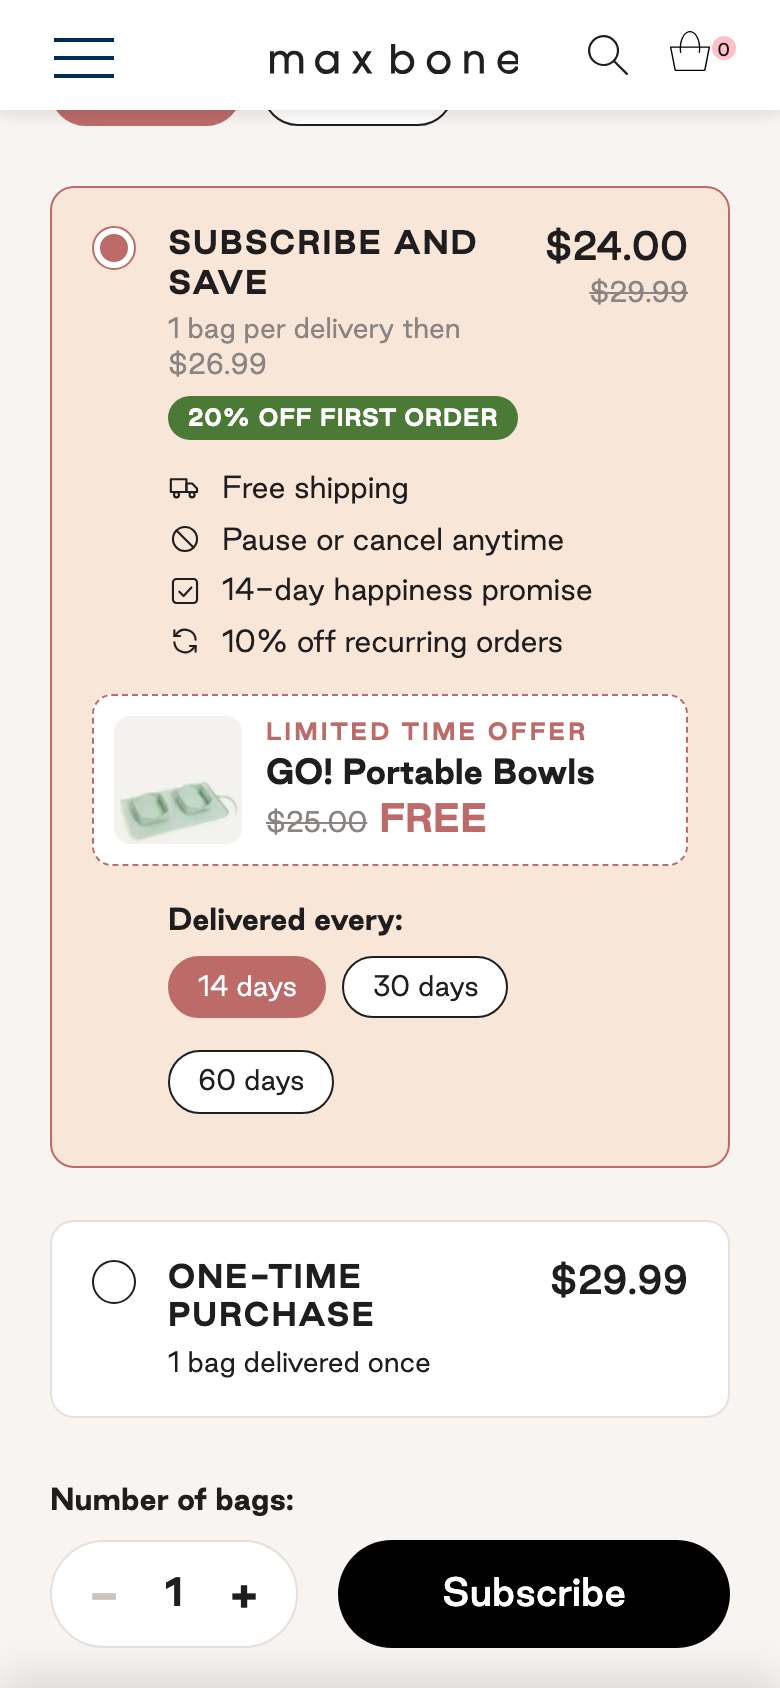 maxbone
0
SUBSCRIBE AND
SAVE
$24.00
$29.99
1 bag per delivery then
$26.99
20% OFF FIRST ORDER
Free shipping
Pause or cancel anytime
14-day happiness promise
10% off recurring orders
LIMITED TIME OFFER
GO! Portable Bowls
$25.00 FREE
Delivered every:
14 days
30 days
60 days
ONE-TIME
PURCHASE
$29.99
1 bag delivered once
Number of bags:
− 1 +
Subscribe